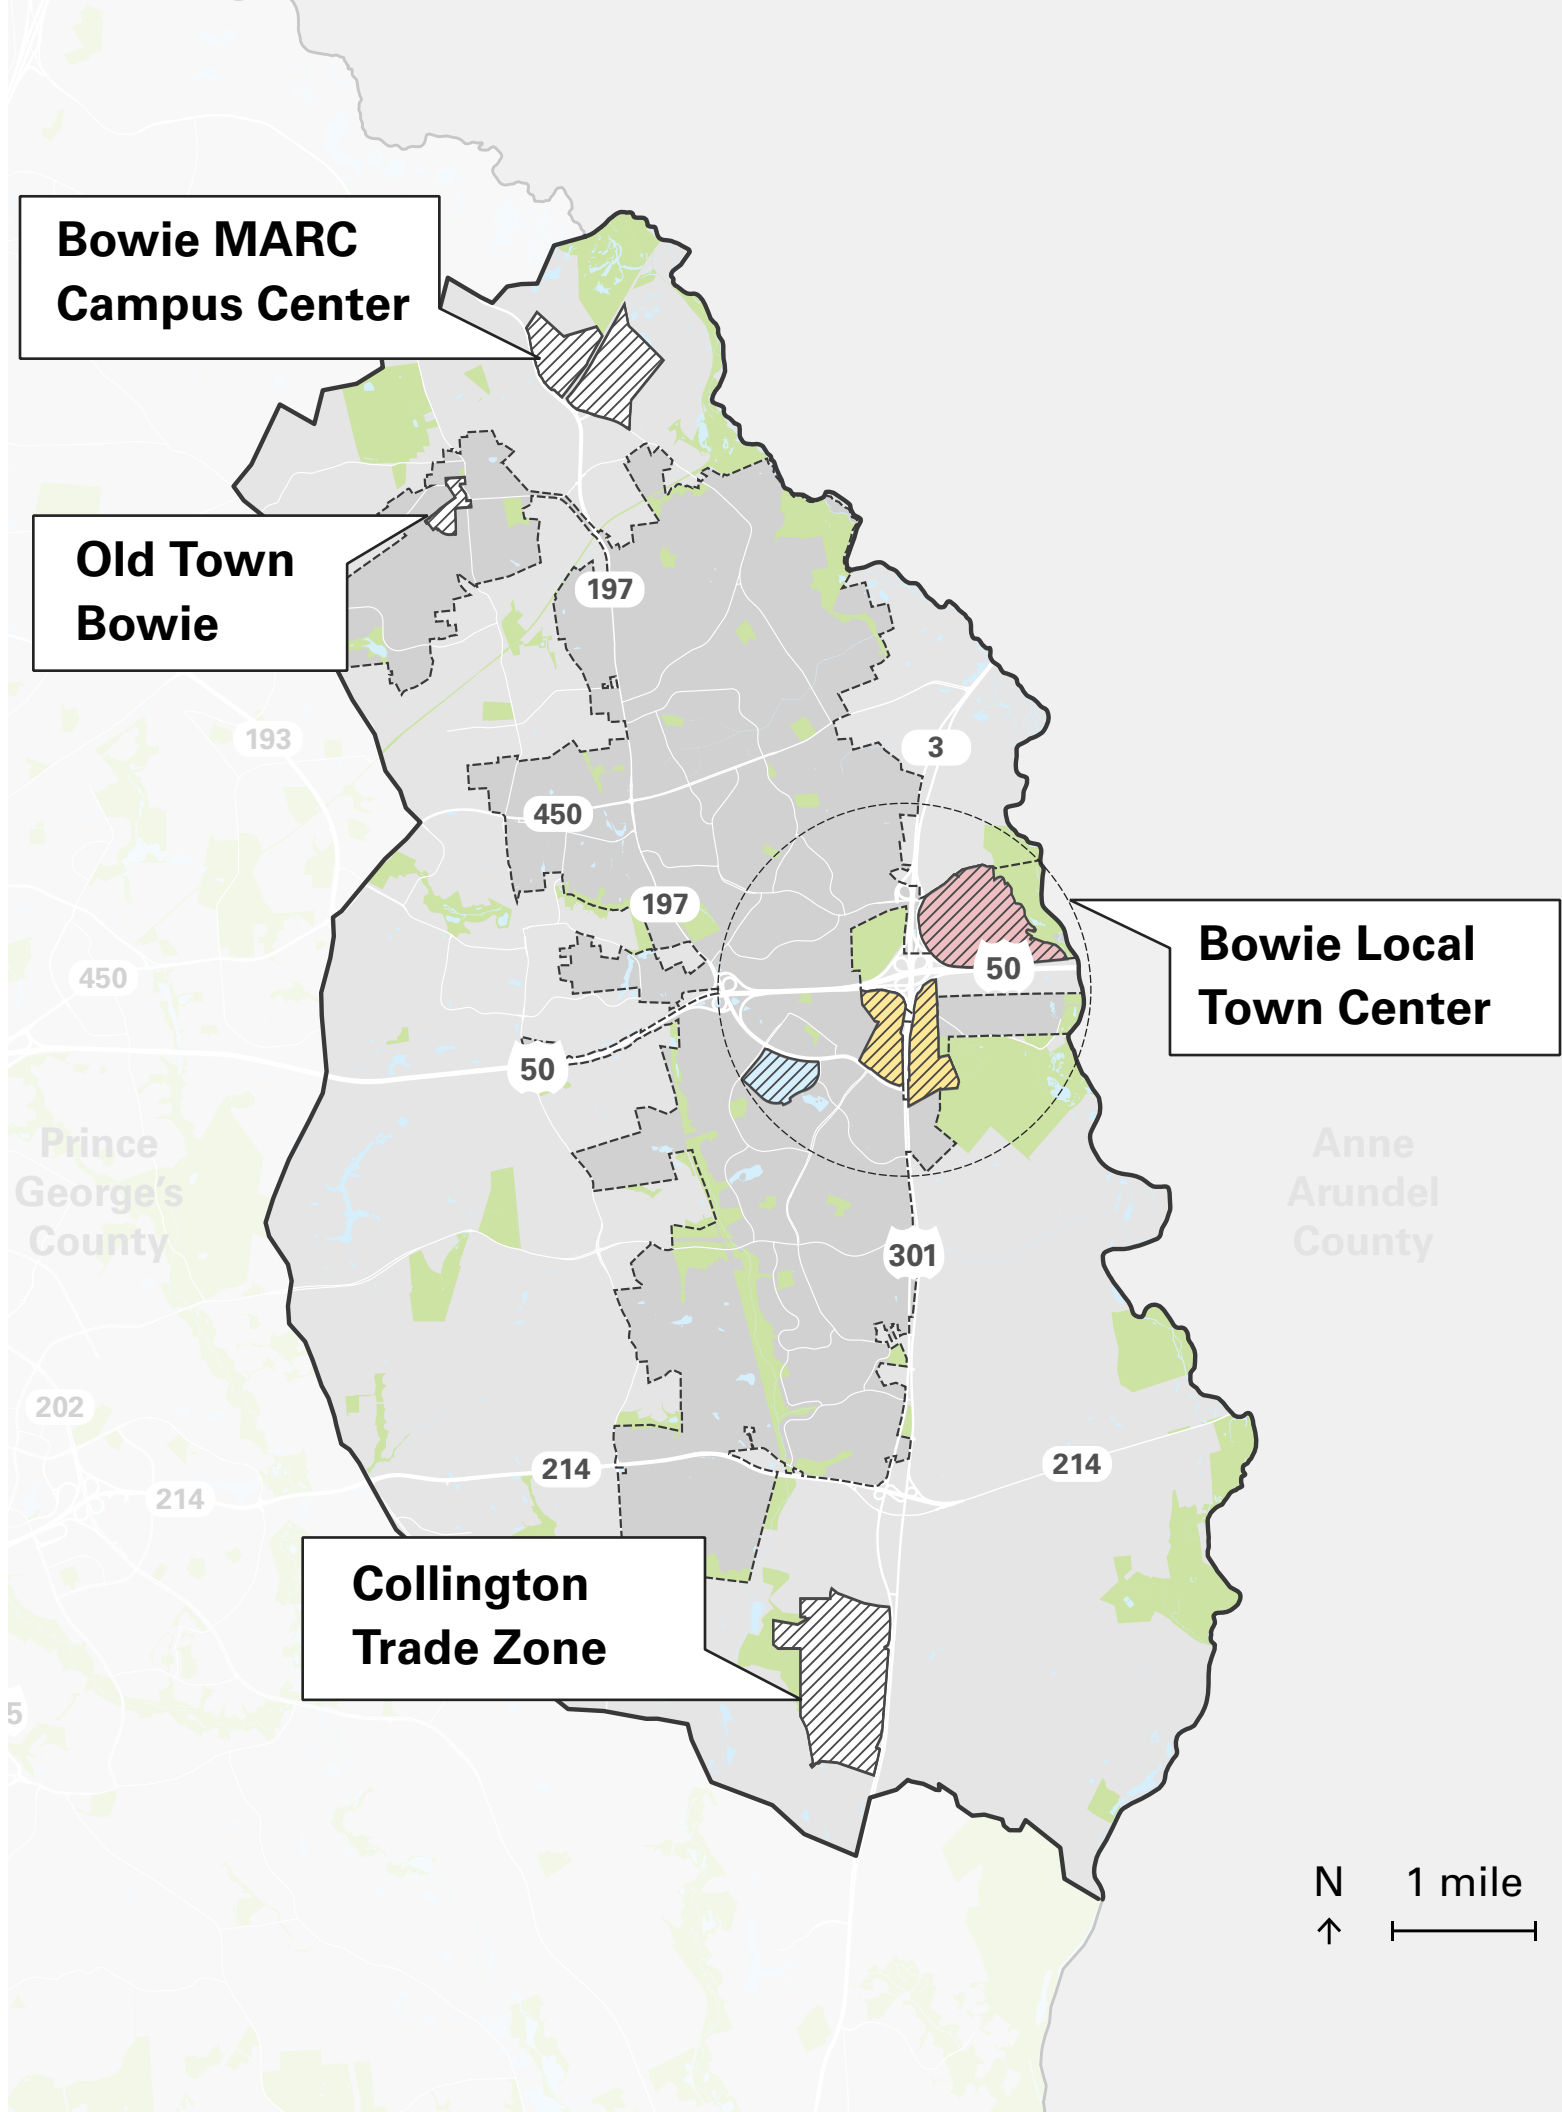 Bowie MARC
Campus Center
Old Town
Bowie
197
193
3
450
197
Bowie Local
Town Center
50
450
50
Prince
George's
County
Anne
Arundel
County
301
202
214
214
214
Collington
Trade Zone
5
N
1 mile